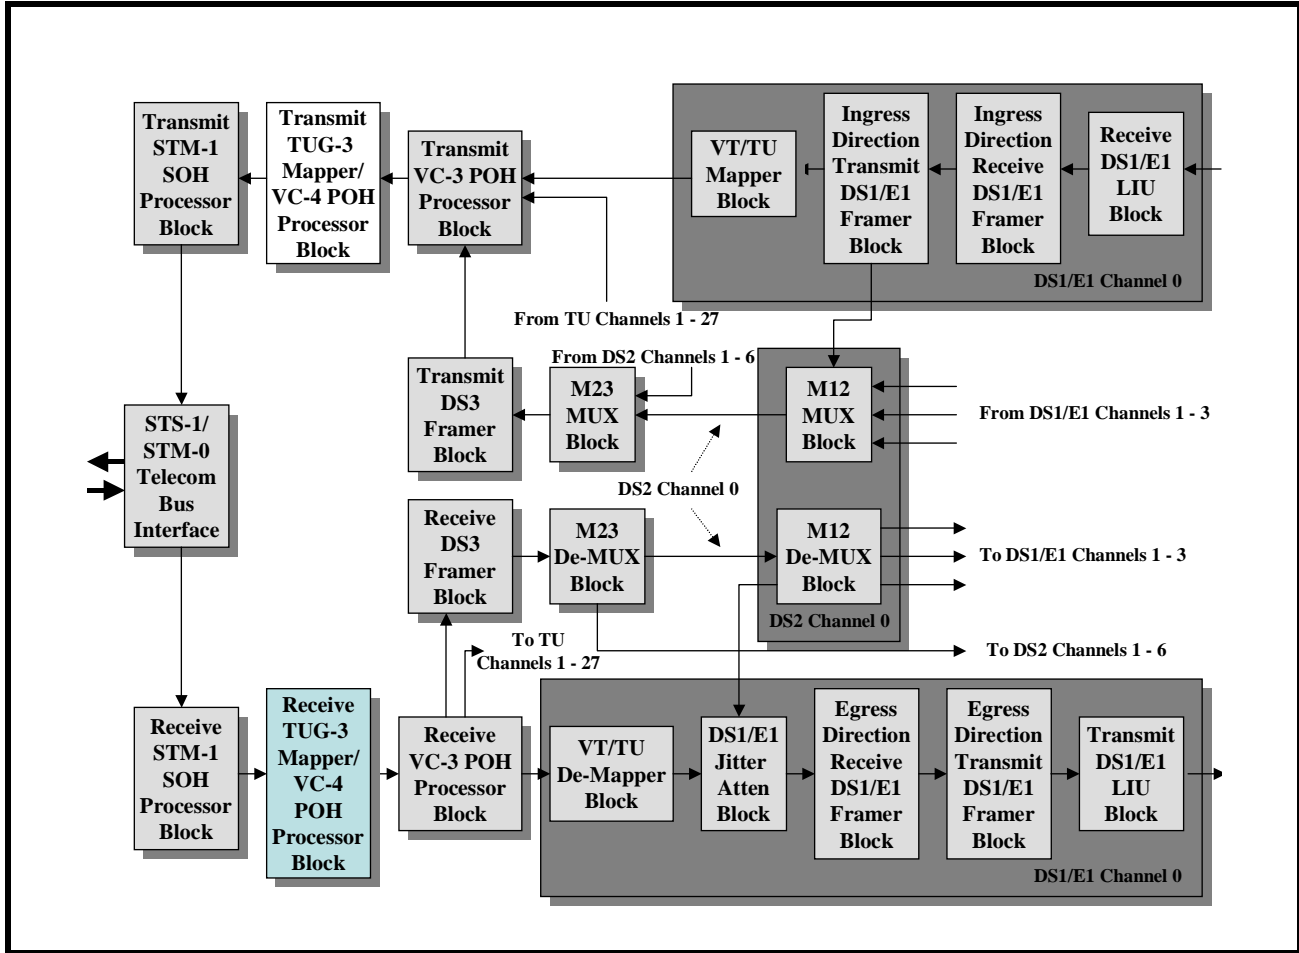 Transmit
STM-1
SOH
Processor
Block
Transmit
TUG-3
Mapper/
VC-4 POH
Processor
Block
Transmit
VC-3 POH
Processor
Block
VT/TU
Mapper
Block
Ingress
Direction
Transmit
DS1/E1
Framer
Block
Ingress
Direction
Receive
DS1/E1
Framer
Block
Receive
DS1/E1
LIU
Block
DS1/E1 Channel 0
From TU Channels 1 - 27
From DS2 Channels 1 - 6
Transmit
DS3
Framer
Block
M23
MUX
Block
M12
MUX
Block
From DS1/E1 Channels 1 - 3
STS-1/
STM-0
Telecom
Bus
Interface
DS2 Channel 0
Receive
DS3
Framer
Block
M23
De-MUX
Block
M12
De-MUX
Block
To DS1/E1 Channels 1 - 3
DS2 Channel 0
To TU
Channels 1 - 27
To DS2 Channels 1 - 6
Receive
STM-1
SOH
Processor
Block
Receive
TUG-3
Mapper/
VC-4
POH
Processor
Block
Receive
VC-3 POH
Processor
Block
VT/TU
De-Mapper
Block
DS1/E1
Jitter
Atten
Block
Egress
Direction
Receive
DS1/E1
Framer
Block
Egress
Direction
Transmit
DS1/E1
Framer
Block
Transmit
DS1/E1
LIU
Block
DS1/E1 Channel 0